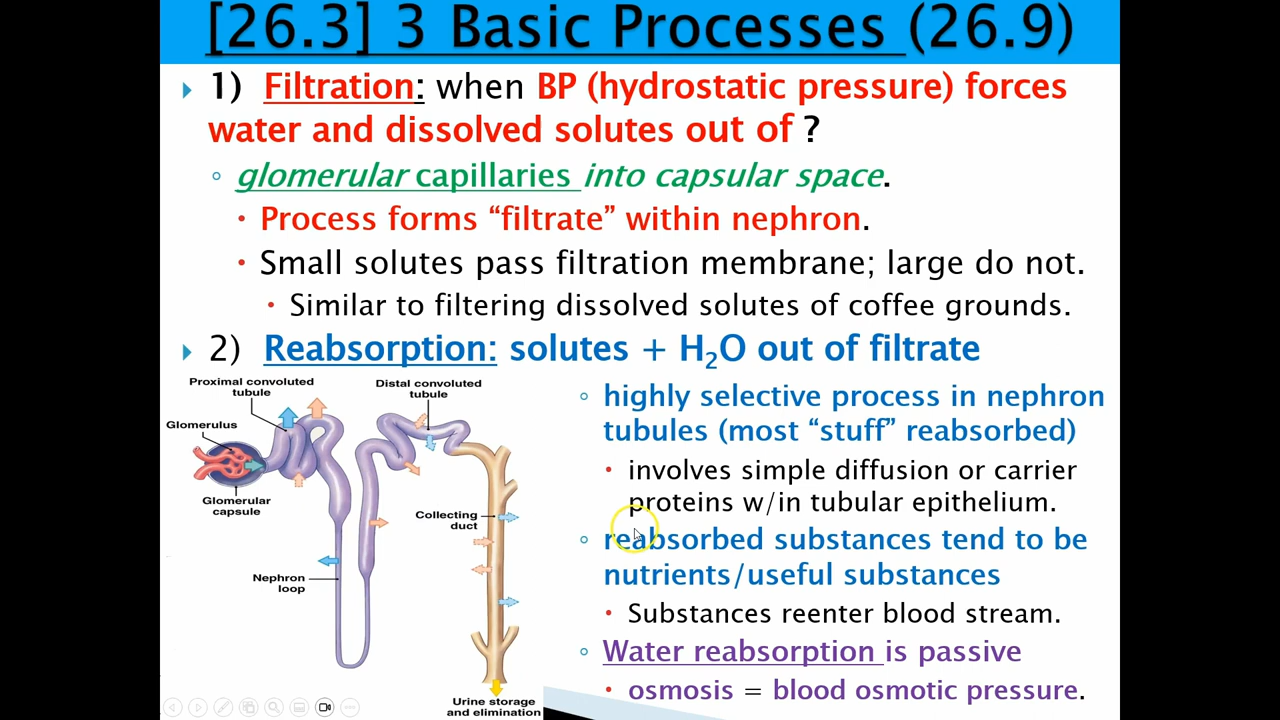 [26.3] 3 Basic Processes (26.9)
1) Filtration: when BP (hydrostatic pressure) forces
water and dissolved solutes out of ?
glomerular capillaries into capsular space.
Process forms “filtrate” within nephron.
Small solutes pass filtration membrane; large do not.
Similar to filtering dissolved solutes of coffee grounds.
2) Reabsorption: solutes + H₂O out of filtrate
Proximal convoluted
tubule
Distal convoluted
tubule
Glomerulus
Glomerular
capsule
Collecting
duct
Nephron
loop
Urine storage
and elimination
highly selective process in nephron
tubules (most “stuff” reabsorbed)
involves simple diffusion or carrier
proteins w/in tubular epithelium.
reabsorbed substances tend to be
nutrients/useful substances
Substances reenter blood stream.
Water reabsorption is passive
osmosis = blood osmotic pressure.